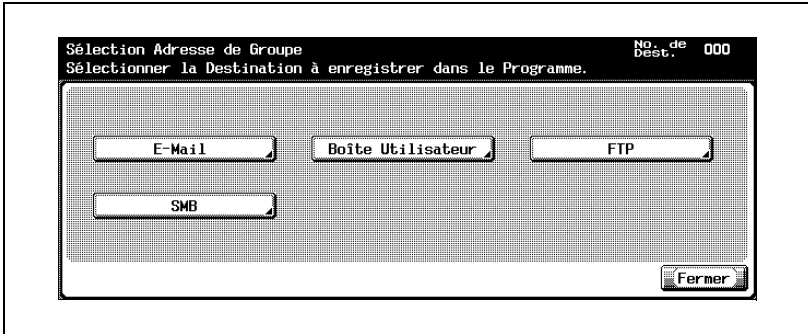 Sélection Adresse de Groupe
No. de Dest. 000
Sélectionner la Destination à enregistrer dans le Programme.
E-Mail
Boîte Utilisateur
FTP
SMB
Fermer